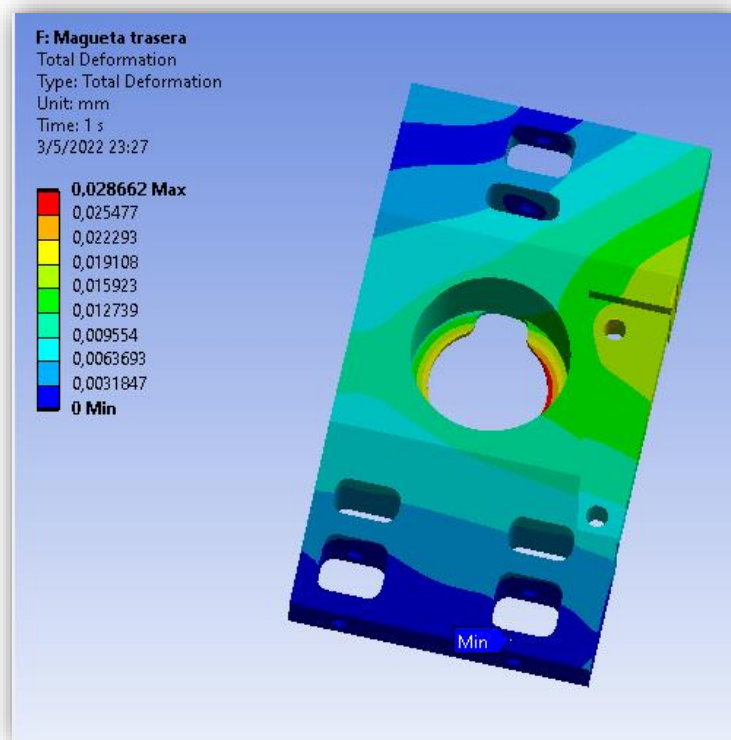 F: Magueta trasera
Total Deformation
Type: Total Deformation
Unit: mm
Time: 1 s
3/5/2022 23:27
0,028662 Max
0,025477
0,022293
0,019108
0,015923
0,012739
0,009554
0,0063693
0,0031847
0 Min
Min